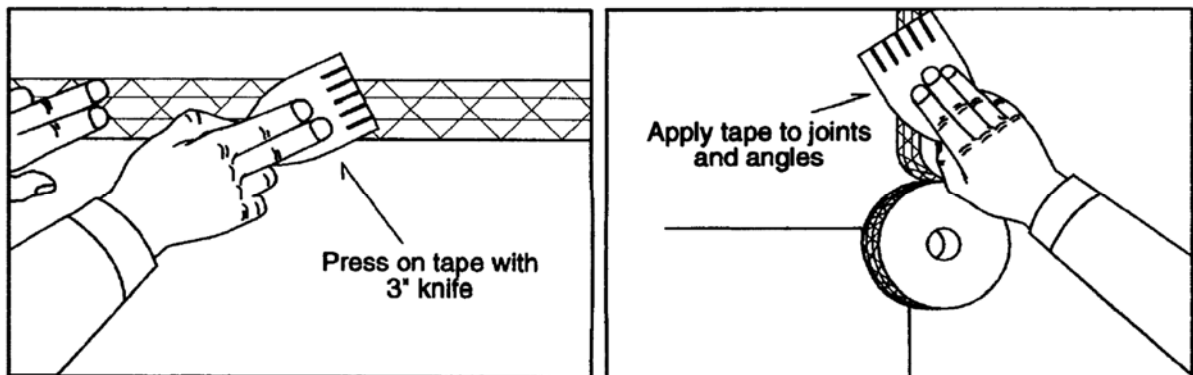 Press on tape with
3" knife
Apply tape to joints
and angles